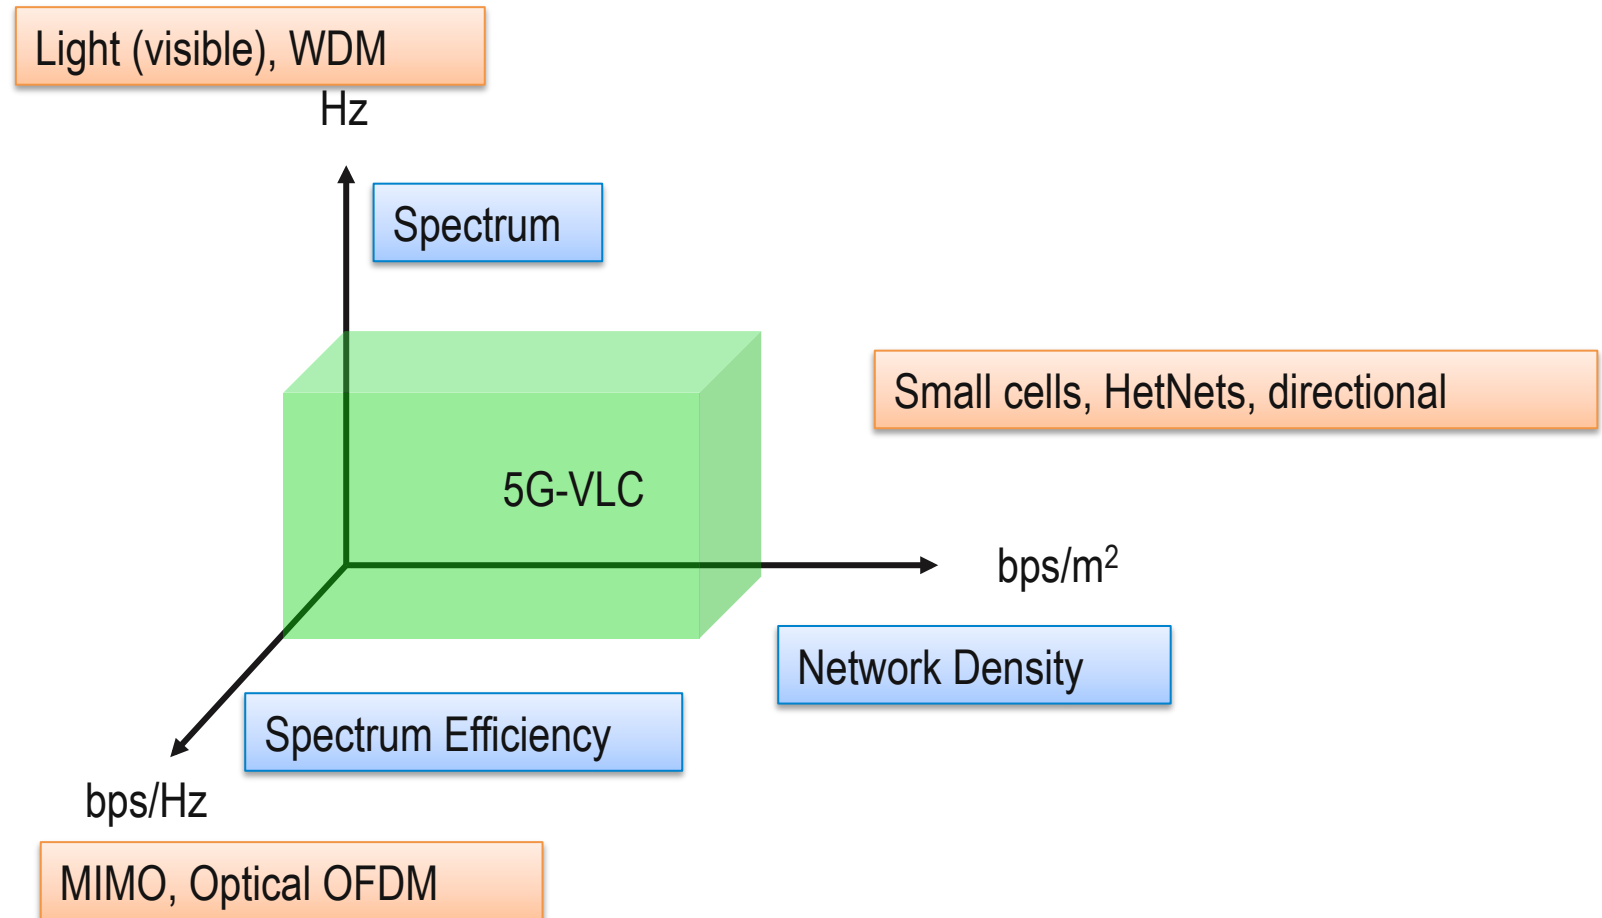 Light (visible), WDM
Hz
Spectrum
Small cells, HetNets, directional
5G-VLC
bps/m²
Network Density
Spectrum Efficiency
bps/Hz
MIMO, Optical OFDM